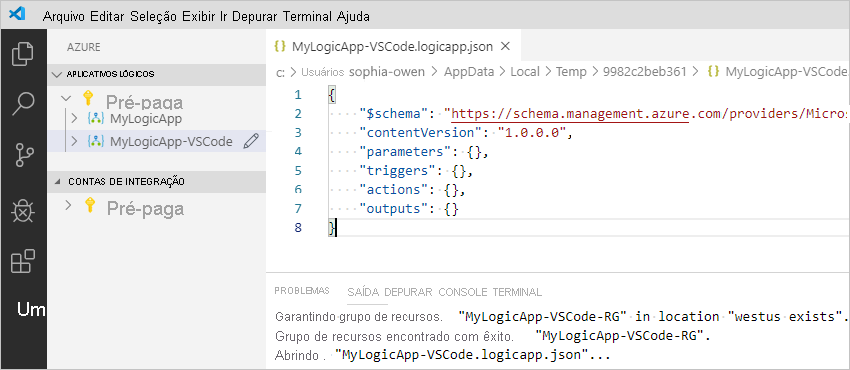 Arquivo Editar Seleção Exibir Ir Depurar Terminal Ajuda
AZURE
APLICATIVOS LÓGICOS
Pré-paga
MyLogicApp
MyLogicApp-VSCode
CONTAS DE INTEGRAÇÃO
Pré-paga
Um
{} MyLogicApp-VSCode.logicapp.json ×
C: > Usuários sophia-owen > AppData > Local > Temp > 9982c2beb361 > {} MyLogicApp-VSCode.
1 {
2 "$schema": "https://schema.management.azure.com/providers/Micros
3 "contentVersion": "1.0.0.0",
4 "parameters": {},
5 "triggers": {},
6 "actions": {},
7 "outputs": {}
8 }
PROBLEMAS SAÍDA DEPURAR CONSOLE TERMINAL
Garantindo grupo de recursos. "MyLogicApp-VSCode-RG" in location "westus exists".
Grupo de recursos encontrado com êxito. "MyLogicApp-VSCode-RG".
Abrindo . "MyLogicApp-VSCode.logicapp.json"...